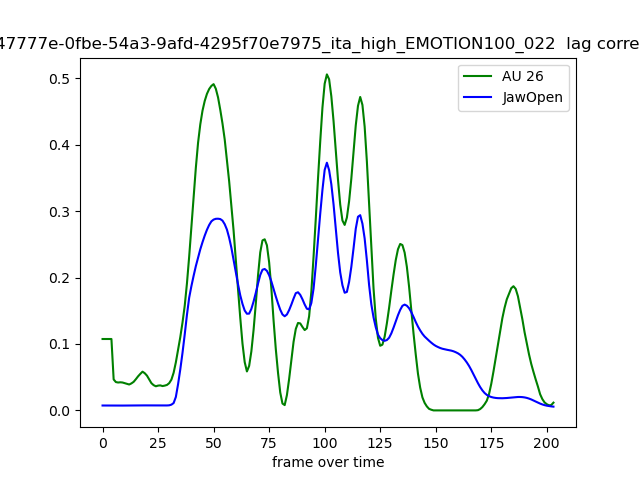 47777e-0fbe-54a3-9afd-4295f70e7975_ita_high_EMOTION100_022 lag corre
AU 26
JawOpen
0.5
0.4
0.3
0.2
0.1
0.0
0 25 50 75 100 125 150 175 200
frame over time